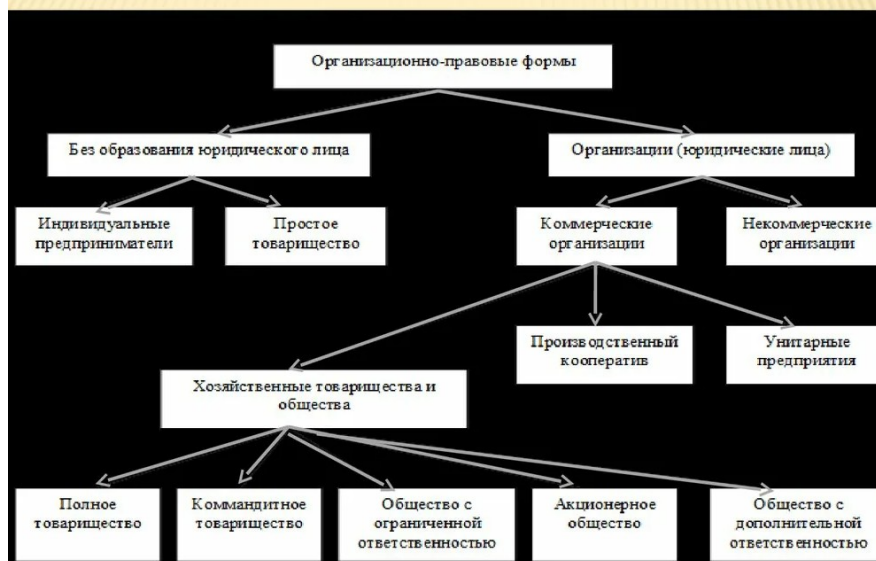 Организационно-правовые формы
Без образования юридического лица
Организации (юридические лица)
Индивидуальные
предприниматели
Простое
товарищество
Коммерческие
организации
Некоммерческие
организации
Производственный
кооператив
Унитарные
предприятия
Хозяйственные товарищества и
общества
Полное
товарищество
Коммандитное
товарищество
Общество с
ограниченной
ответственностью
Акционерное
общество
Общество с
дополнительной
ответственностью